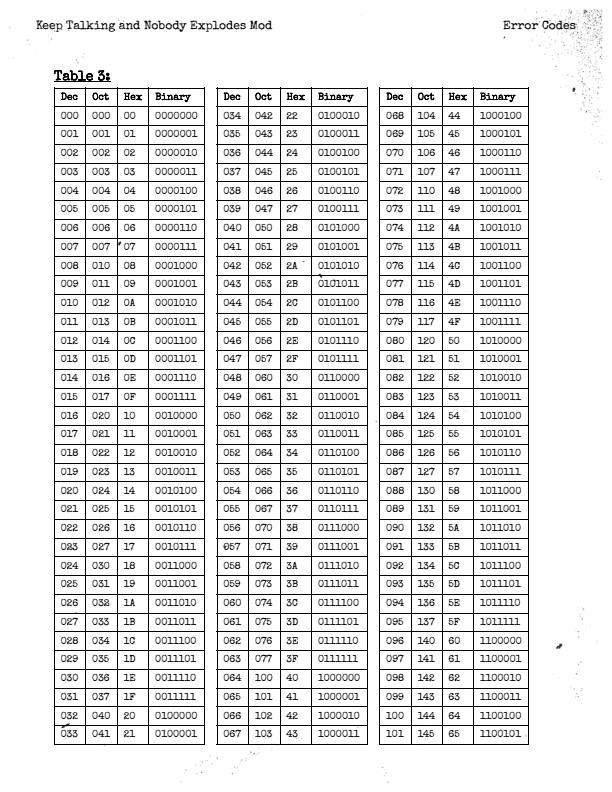 Keep Talking and Nobody Explodes Mod Error Codes
Table 3:
Dec Oct Hex Binary Dec Oct Hex Binary Dec Oct Hex Binary
000 000 00 0000000 034 042 22 0100010 068 104 44 1000100
001 001 01 0000001 035 043 23 0100011 069 105 45 1000101
002 002 02 0000010 036 044 24 0100100 070 106 46 1000110
003 003 03 0000011 037 045 25 0100101 071 107 47 1000111
004 004 04 0000100 038 046 26 0100110 072 110 48 1001000
005 005 05 0000101 039 047 27 0100111 073 111 49 1001001
006 006 06 0000110 040 050 28 0101000 074 112 4A 1001010
007 007 07 0000111 041 051 29 0101001 075 113 4B 1001011
008 010 08 0001000 042 052 2A 0101010 076 114 4C 1001100
009 011 09 0001001 043 053 2B 0101011 077 115 4D 1001101
010 012 0A 0001010 044 054 2C 0101100 078 116 4E 1001110
011 013 0B 0001011 045 055 2D 0101101 079 117 4F 1001111
012 014 0C 0001100 046 056 2E 0101110 080 120 50 1010000
013 015 0D 0001101 047 057 2F 0101111 081 121 51 1010001
014 016 0E 0001110 048 060 30 0110000 082 122 52 1010010
015 017 0F 0001111 049 061 31 0110001 083 123 53 1010011
016 020 10 0010000 050 062 32 0110010 084 124 54 1010100
017 021 11 0010001 051 063 33 0110011 085 125 55 1010101
018 022 12 0010010 052 064 34 0110100 086 126 56 1010110
019 023 13 0010011 053 065 35 0110101 087 127 57 1010111
020 024 14 0010100 054 066 36 0110110 088 130 58 1011000
021 025 15 0010101 055 067 37 0110111 089 131 59 1011001
022 026 16 0010110 056 070 38 0111000 090 132 5A 1011010
023 027 17 0010111 057 071 39 0111001 091 133 5B 1011011
024 030 18 0011000 058 072 3A 0111010 092 134 5C 1011100
025 031 19 0011001 059 073 3B 0111011 093 135 5D 1011101
026 032 1A 0011010 060 074 3C 0111100 094 136 5E 1011110
027 033 1B 0011011 061 075 3D 0111101 095 137 5F 1011111
028 034 1C 0011100 062 076 3E 0111110 096 140 60 1100000
029 035 1D 0011101 063 077 3F 0111111 097 141 61 1100001
030 036 1E 0011110 064 100 40 1000000 098 142 62 1100010
031 037 1F 0011111 065 101 41 1000001 099 143 63 1100011
032 040 20 0100000 066 102 42 1000010 100 144 64 1100100
033 041 21 0100001 067 103 43 1000011 101 145 65 1100101